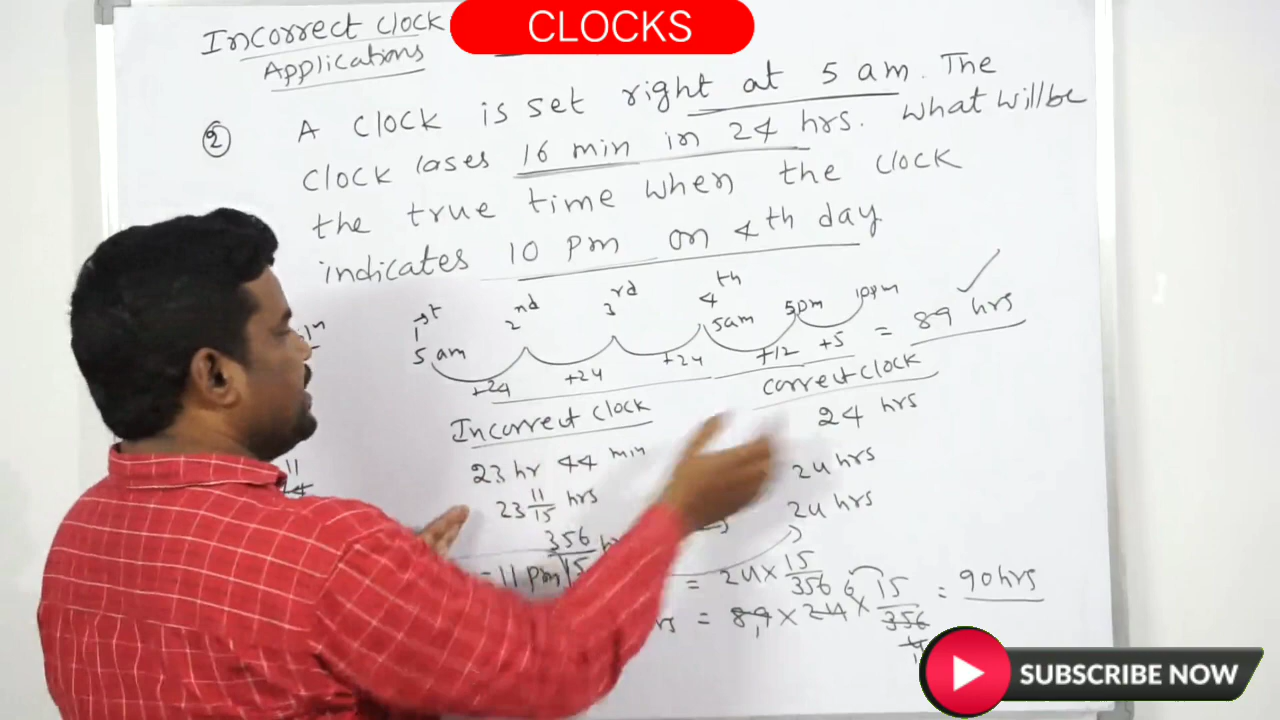 CLOCKS
Incorrect clock
Applications
② A clock is set right at 5 am. The
clock loses 16 min in 24 hrs. What will be
the true time when the clock
indicates 10 pm on 4th day
1st 2nd 3rd 4th
5 am 5am 5pm 10pm
+24 +24 +24 +12 +5 = 89 hrs
Incorrect clock correct clock
23 hr 44 min 24 hrs
23 11/15 hrs 24 hrs
356/15 24 hrs
= 11 pm = 24 x 15/356
= 89 x 24 x 15/356 = 90 hrs
6
11
SUBSCRIBE NOW